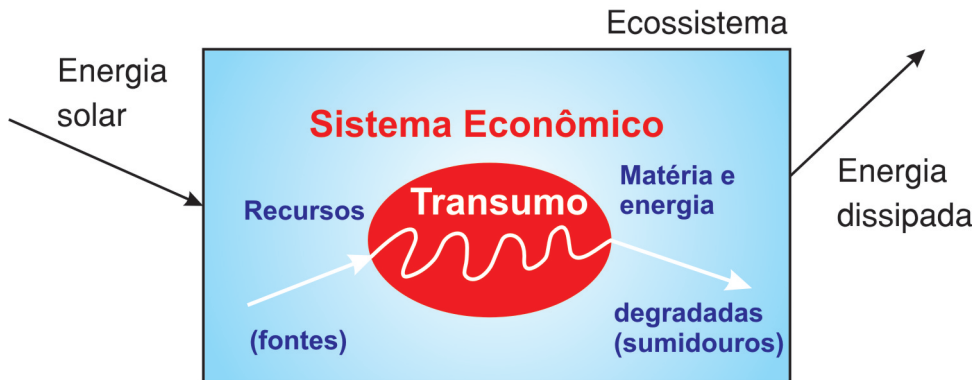 Ecossistema
Energia
solar
Sistema Econômico
Recursos
Transumo
Matéria e
energia
Energia
dissipada
(fontes)
degradadas
(sumidouros)